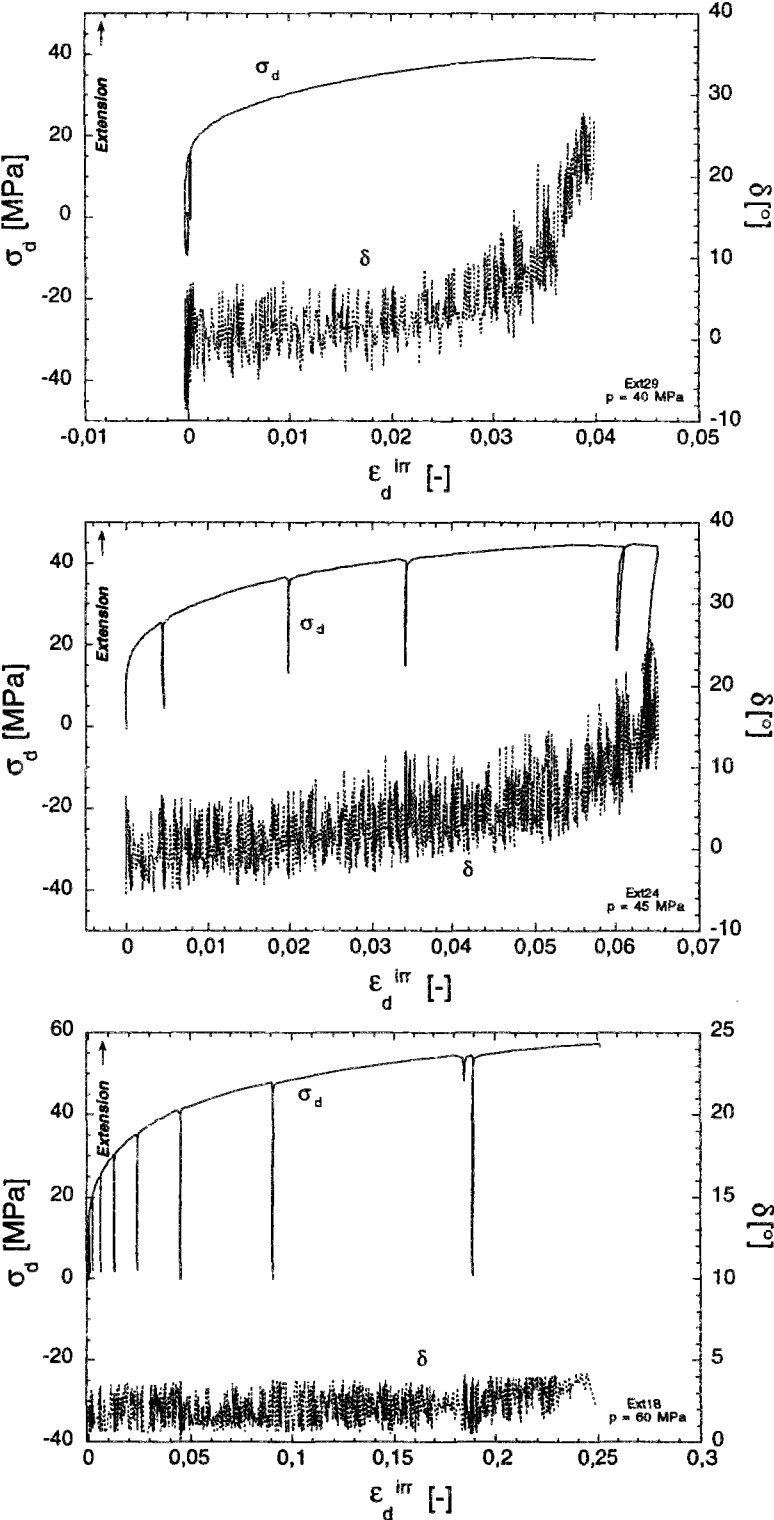 40
40
Extension
σd
20
30
0
20
σd [MPa]
δ[°]
δ
-20
10
0
-40
Ext29
p = 40 MPa
-10
-0,01
0
0,01
0,02
0,03
0,04
0,05
εd irr [-]
40
40
Extension
30
20
σd
20
0
σd [MPa]
δ[°]
10
-20
0
δ
-40
Ext24
p = 45 MPa
-10
0
0,01
0,02
0,03
0,04
0,05
0,06
0,07
εd irr [-]
60
25
Extension
σd
40
20
20
15
σd [MPa]
δ[°]
0
10
δ
-20
5
Ext18
p = 60 MPa
-40
0
0
0,05
0,1
0,15
0,2
0,25
0,3
εd irr [-]